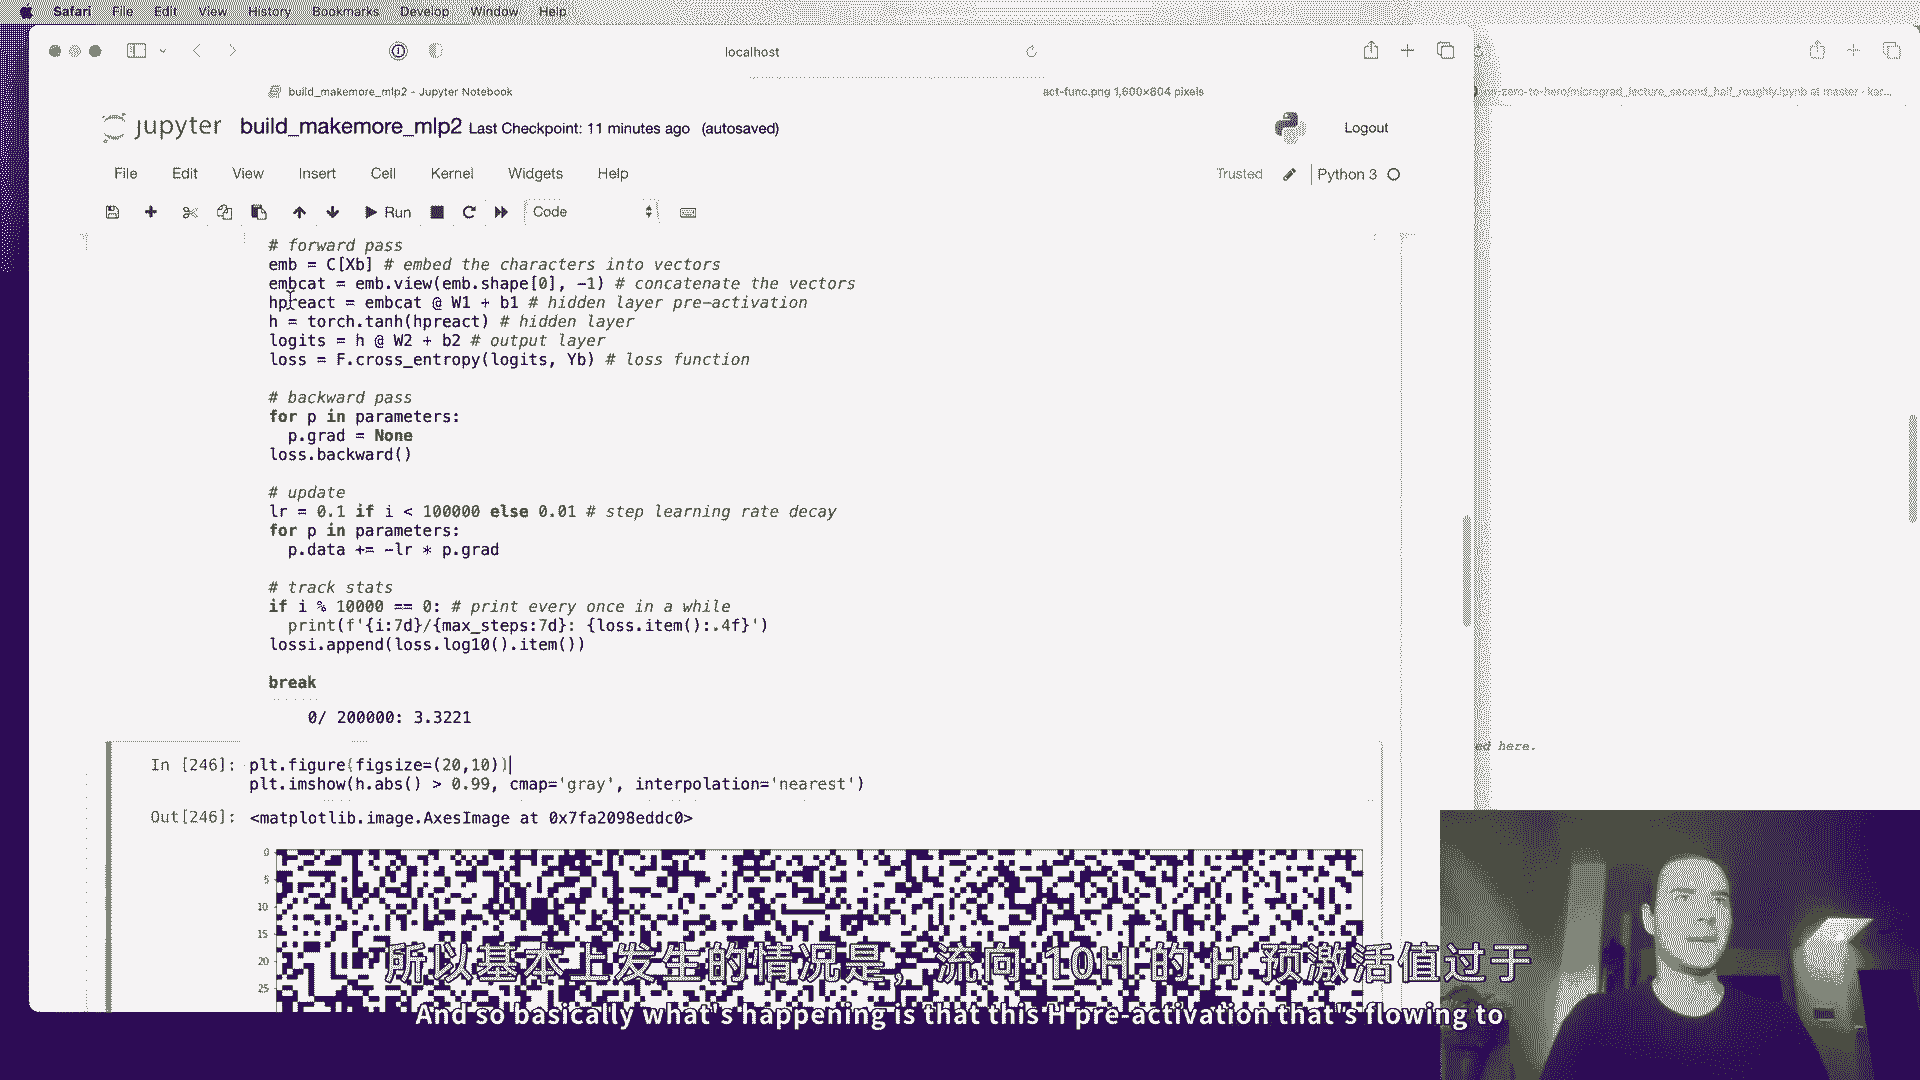 Safari File Edit View History Bookmarks Develop Window Help
localhost
build_makemore_mlp2 - Jupyter Notebook
act-func.png 1,600×804 pixels
-zero-to-hero/micrograd_lecture_second_half_roughly.ipynb at master · kar...
jupyter build_makemore_mlp2 Last Checkpoint: 11 minutes ago (autosaved)
Logout
File Edit View Insert Cell Kernel Widgets Help
Trusted
Python 3
Run
Code
# forward pass
emb = C[Xb] # embed the characters into vectors
embcat = emb.view(emb.shape[0], -1) # concatenate the vectors
hpreact = embcat @ W1 + b1 # hidden layer pre-activation
h = torch.tanh(hpreact) # hidden layer
logits = h @ W2 + b2 # output layer
loss = F.cross_entropy(logits, Yb) # loss function
# backward pass
for p in parameters:
p.grad = None
loss.backward()
# update
lr = 0.1 if i < 100000 else 0.01 # step learning rate decay
for p in parameters:
p.data += -lr * p.grad
# track stats
if i % 10000 == 0: # print every once in a while
print(f'{i:7d}/{max_steps:7d}: {loss.item():.4f}')
lossi.append(loss.log10().item())
break
0/ 200000: 3.3221
ed here.
In [246]: plt.figure(figsize=(20,10))
plt.imshow(h.abs() > 0.99, cmap='gray', interpolation='nearest')
Out[246]: <matplotlib.image.AxesImage at 0x7fa2098eddc0>
0
5
10
15
20
25
所以基本上发生的情况是，流向 10H 的 H 预激活值过于
And so basically what's happening is that this H pre-activation that's flowing to